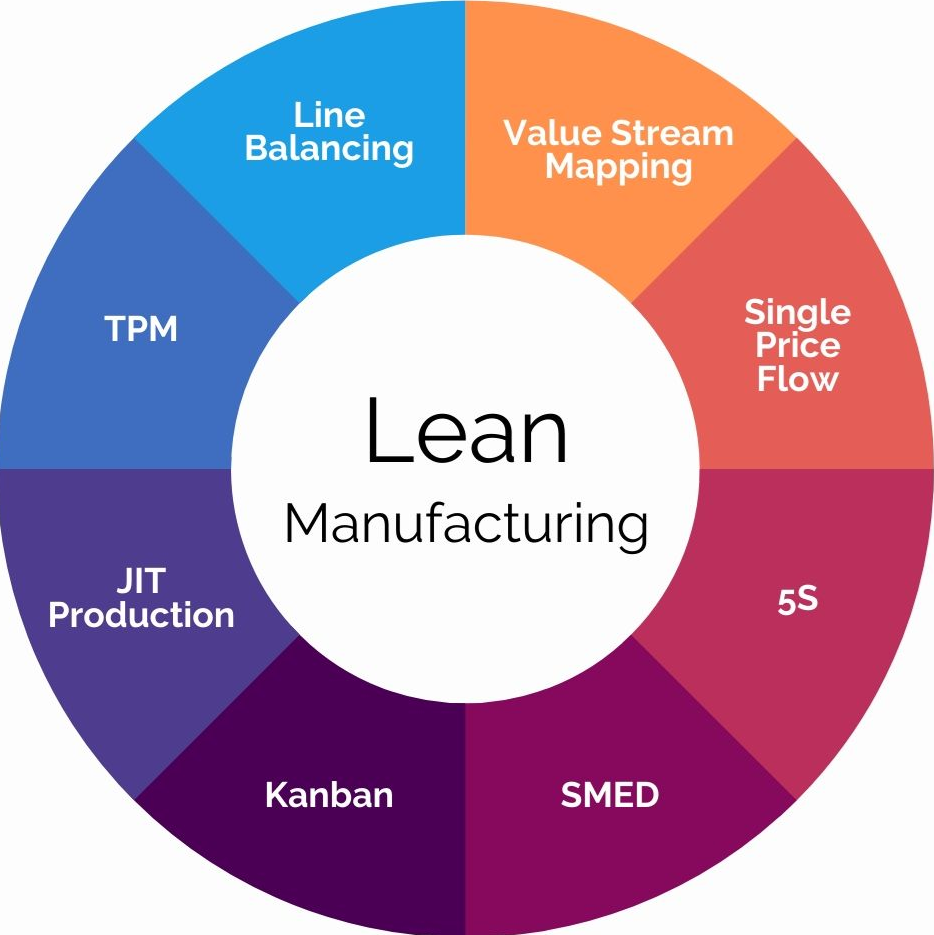 Line
Balancing
Value Stream
Mapping
Single
Price
Flow
5S
SMED
Kanban
JIT
Production
TPM
Lean
Manufacturing